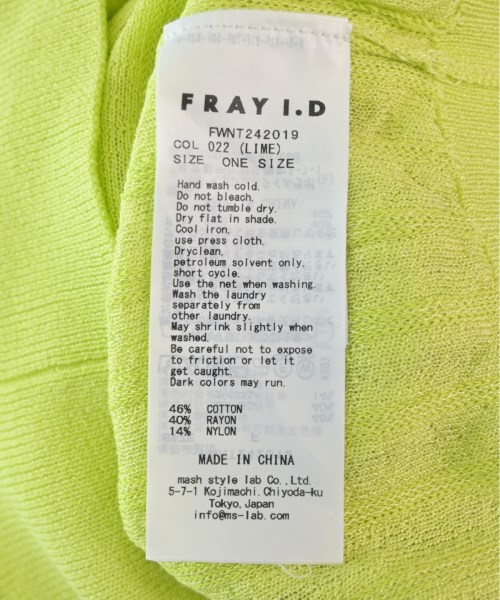 FRAY I.D
FWNT242019
COL 022 (LIME)
SIZE ONE SIZE
Hand wash cold.
Do not bleach.
Do not tumble dry.
Dry flat in shade.
Cool iron,
use press cloth.
Dryclean,
petroleum solvent only,
short cycle.
Use the net when washing.
Wash the laundry
separately from
other laundry.
May shrink slightly when
washed.
Be careful not to expose
to friction or let it
get caught.
Dark colors may run.
46% COTTON
40% RAYON
14% NYLON
MADE IN CHINA
mash style lab Co.,Ltd.
5-7-1 Kojimachi.Chiyoda-ku
Tokyo,Japan
info@ms-lab.com